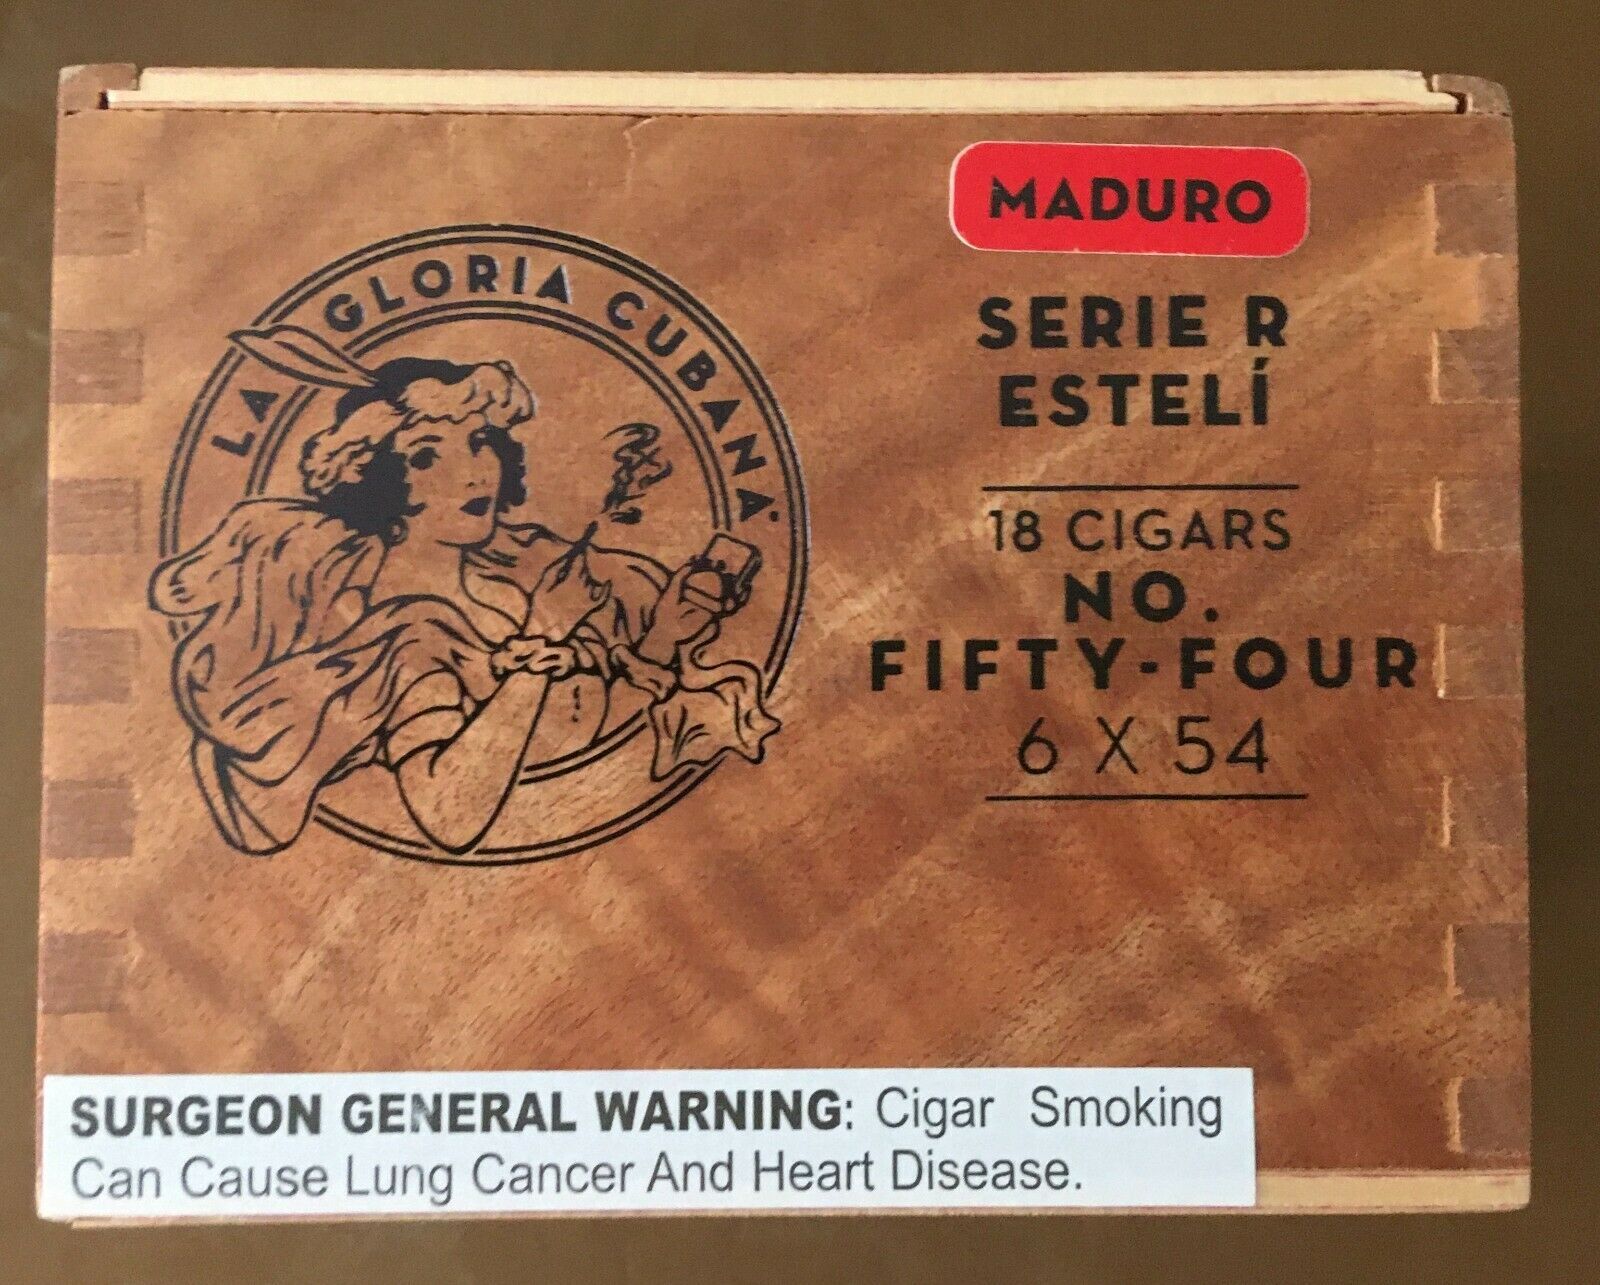 LA GLORIA CUBANA
MADURO
SERIE R
ESTELÍ
18 CIGARS
NO.
FIFTY-FOUR
6 X 54
SURGEON GENERAL WARNING: Cigar Smoking
Can Cause Lung Cancer And Heart Disease.